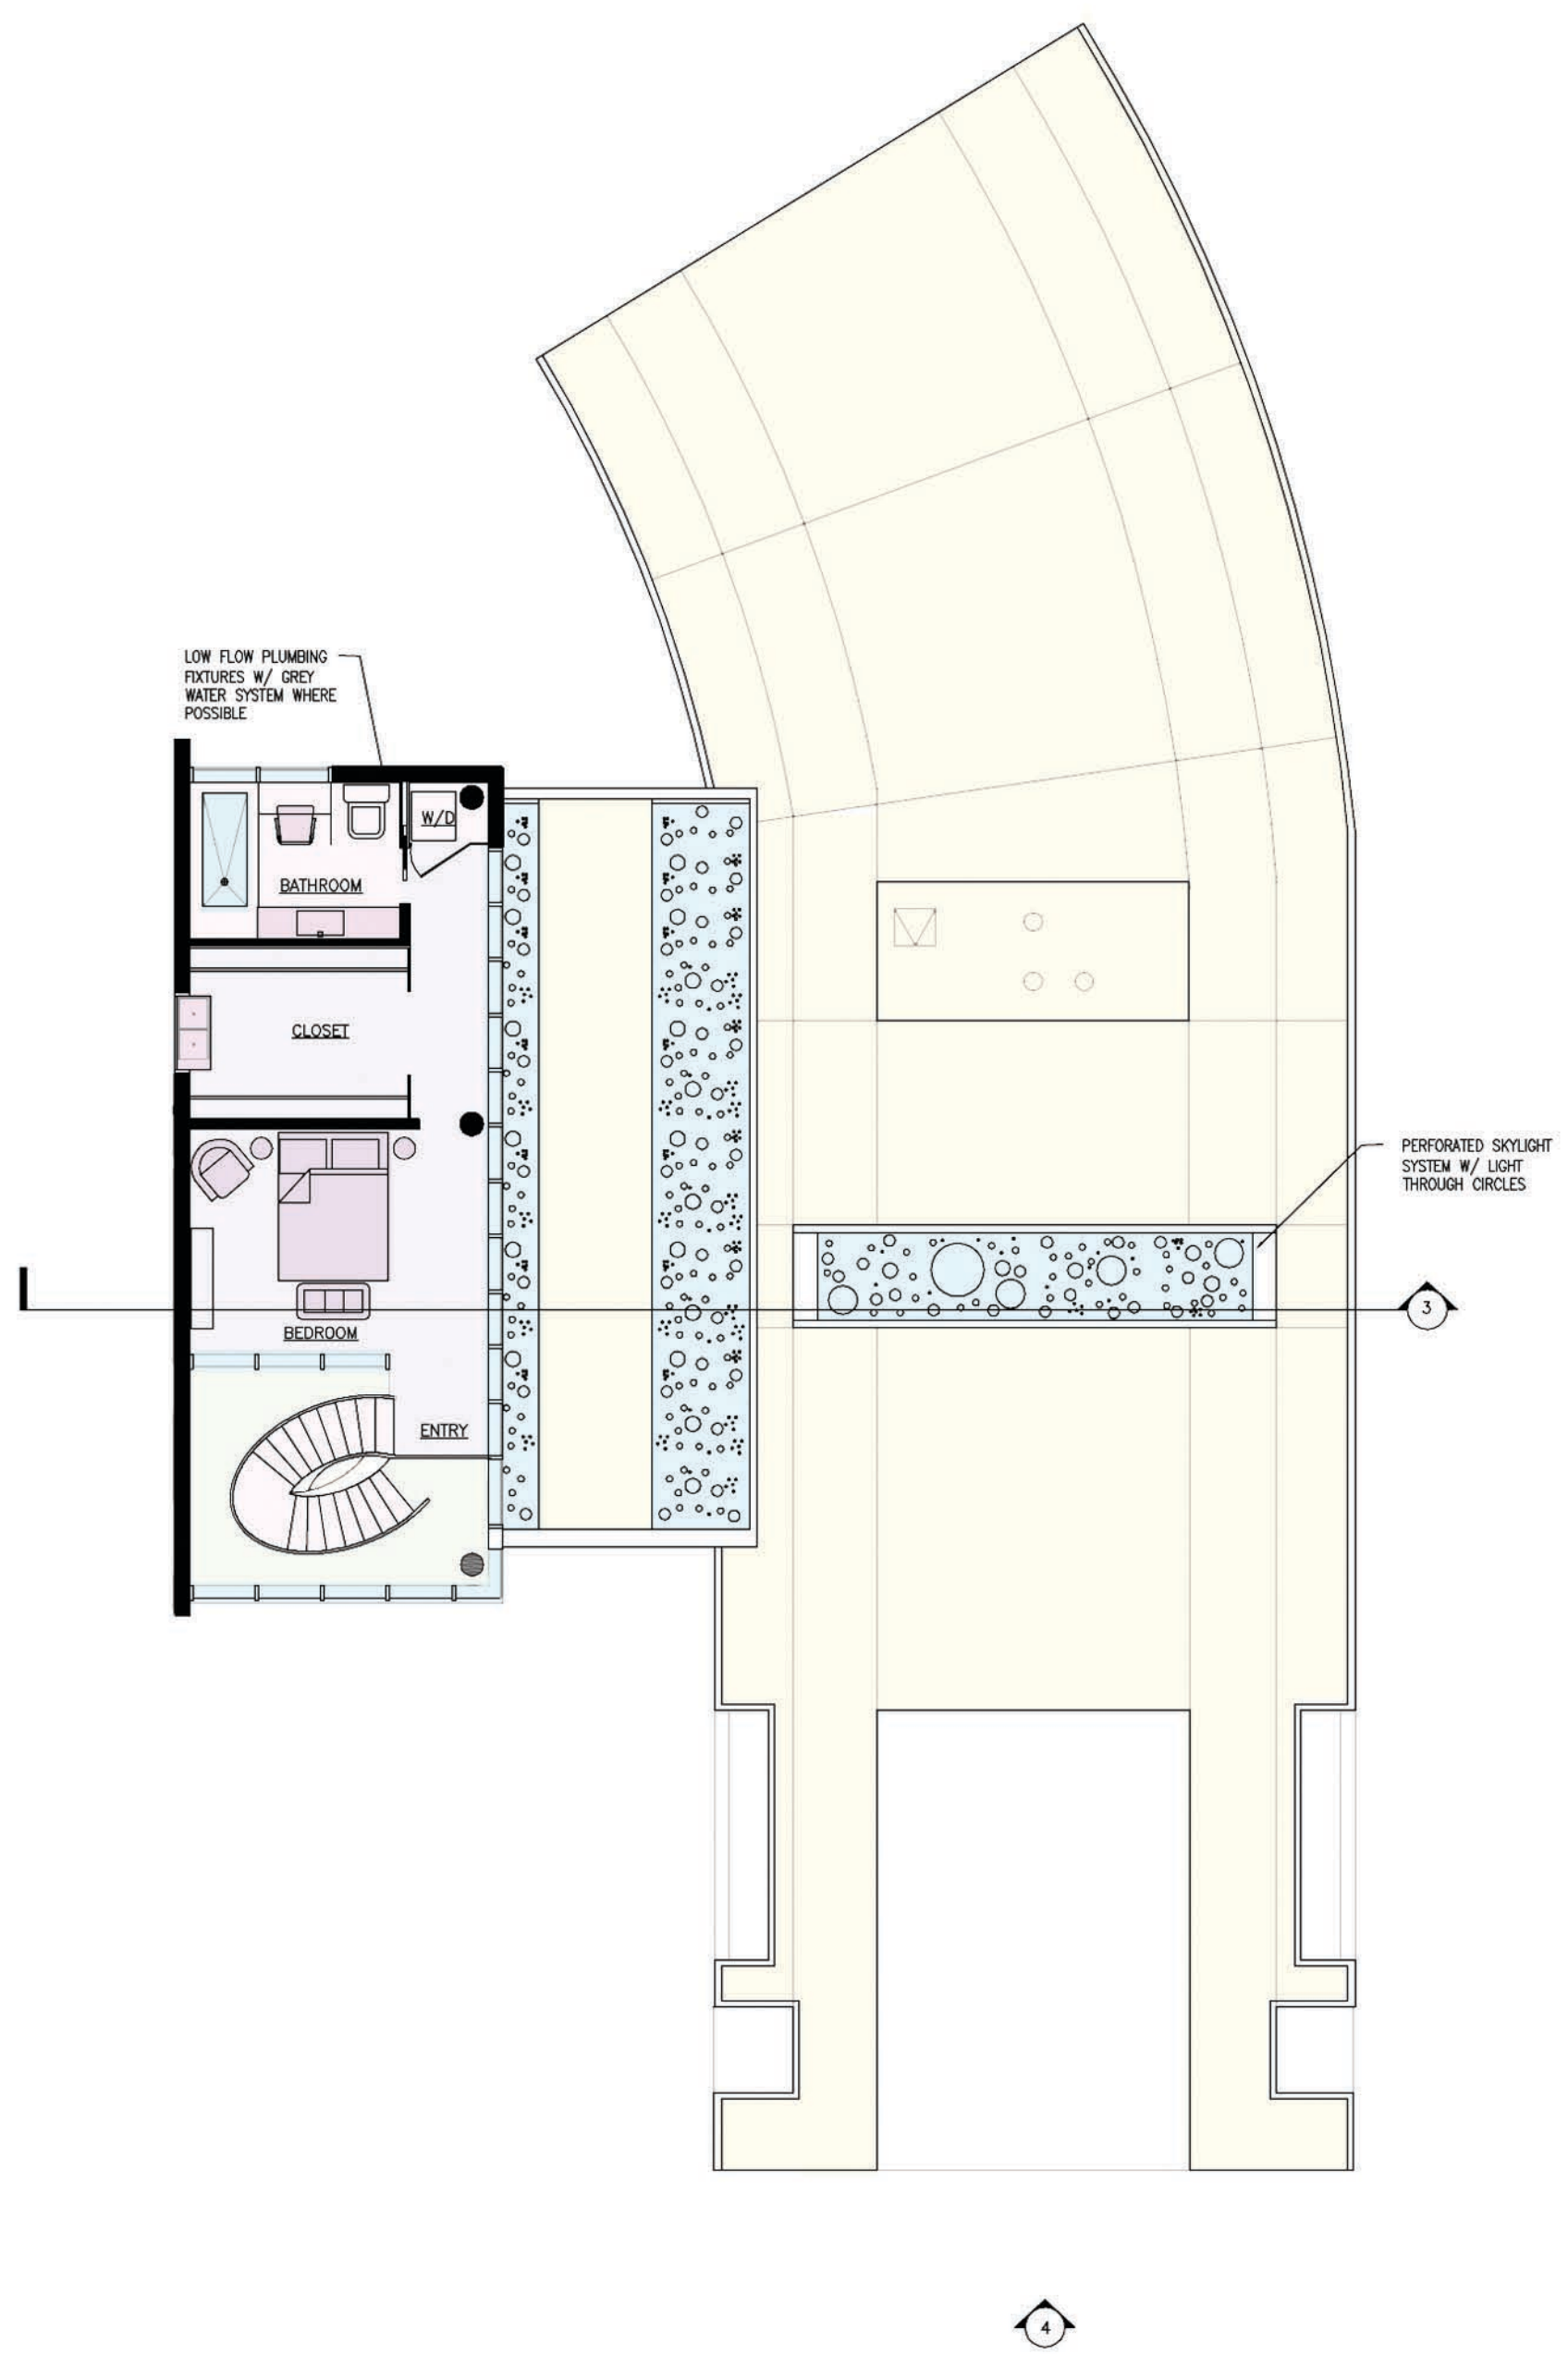 LOW FLOW PLUMBING
FIXTURES W/ GREY
WATER SYSTEM WHERE
POSSIBLE
W/D
BATHROOM
CLOSET
PERFORATED SKYLIGHT
SYSTEM W/ LIGHT
THROUGH CIRCLES
3
BEDROOM
ENTRY
4